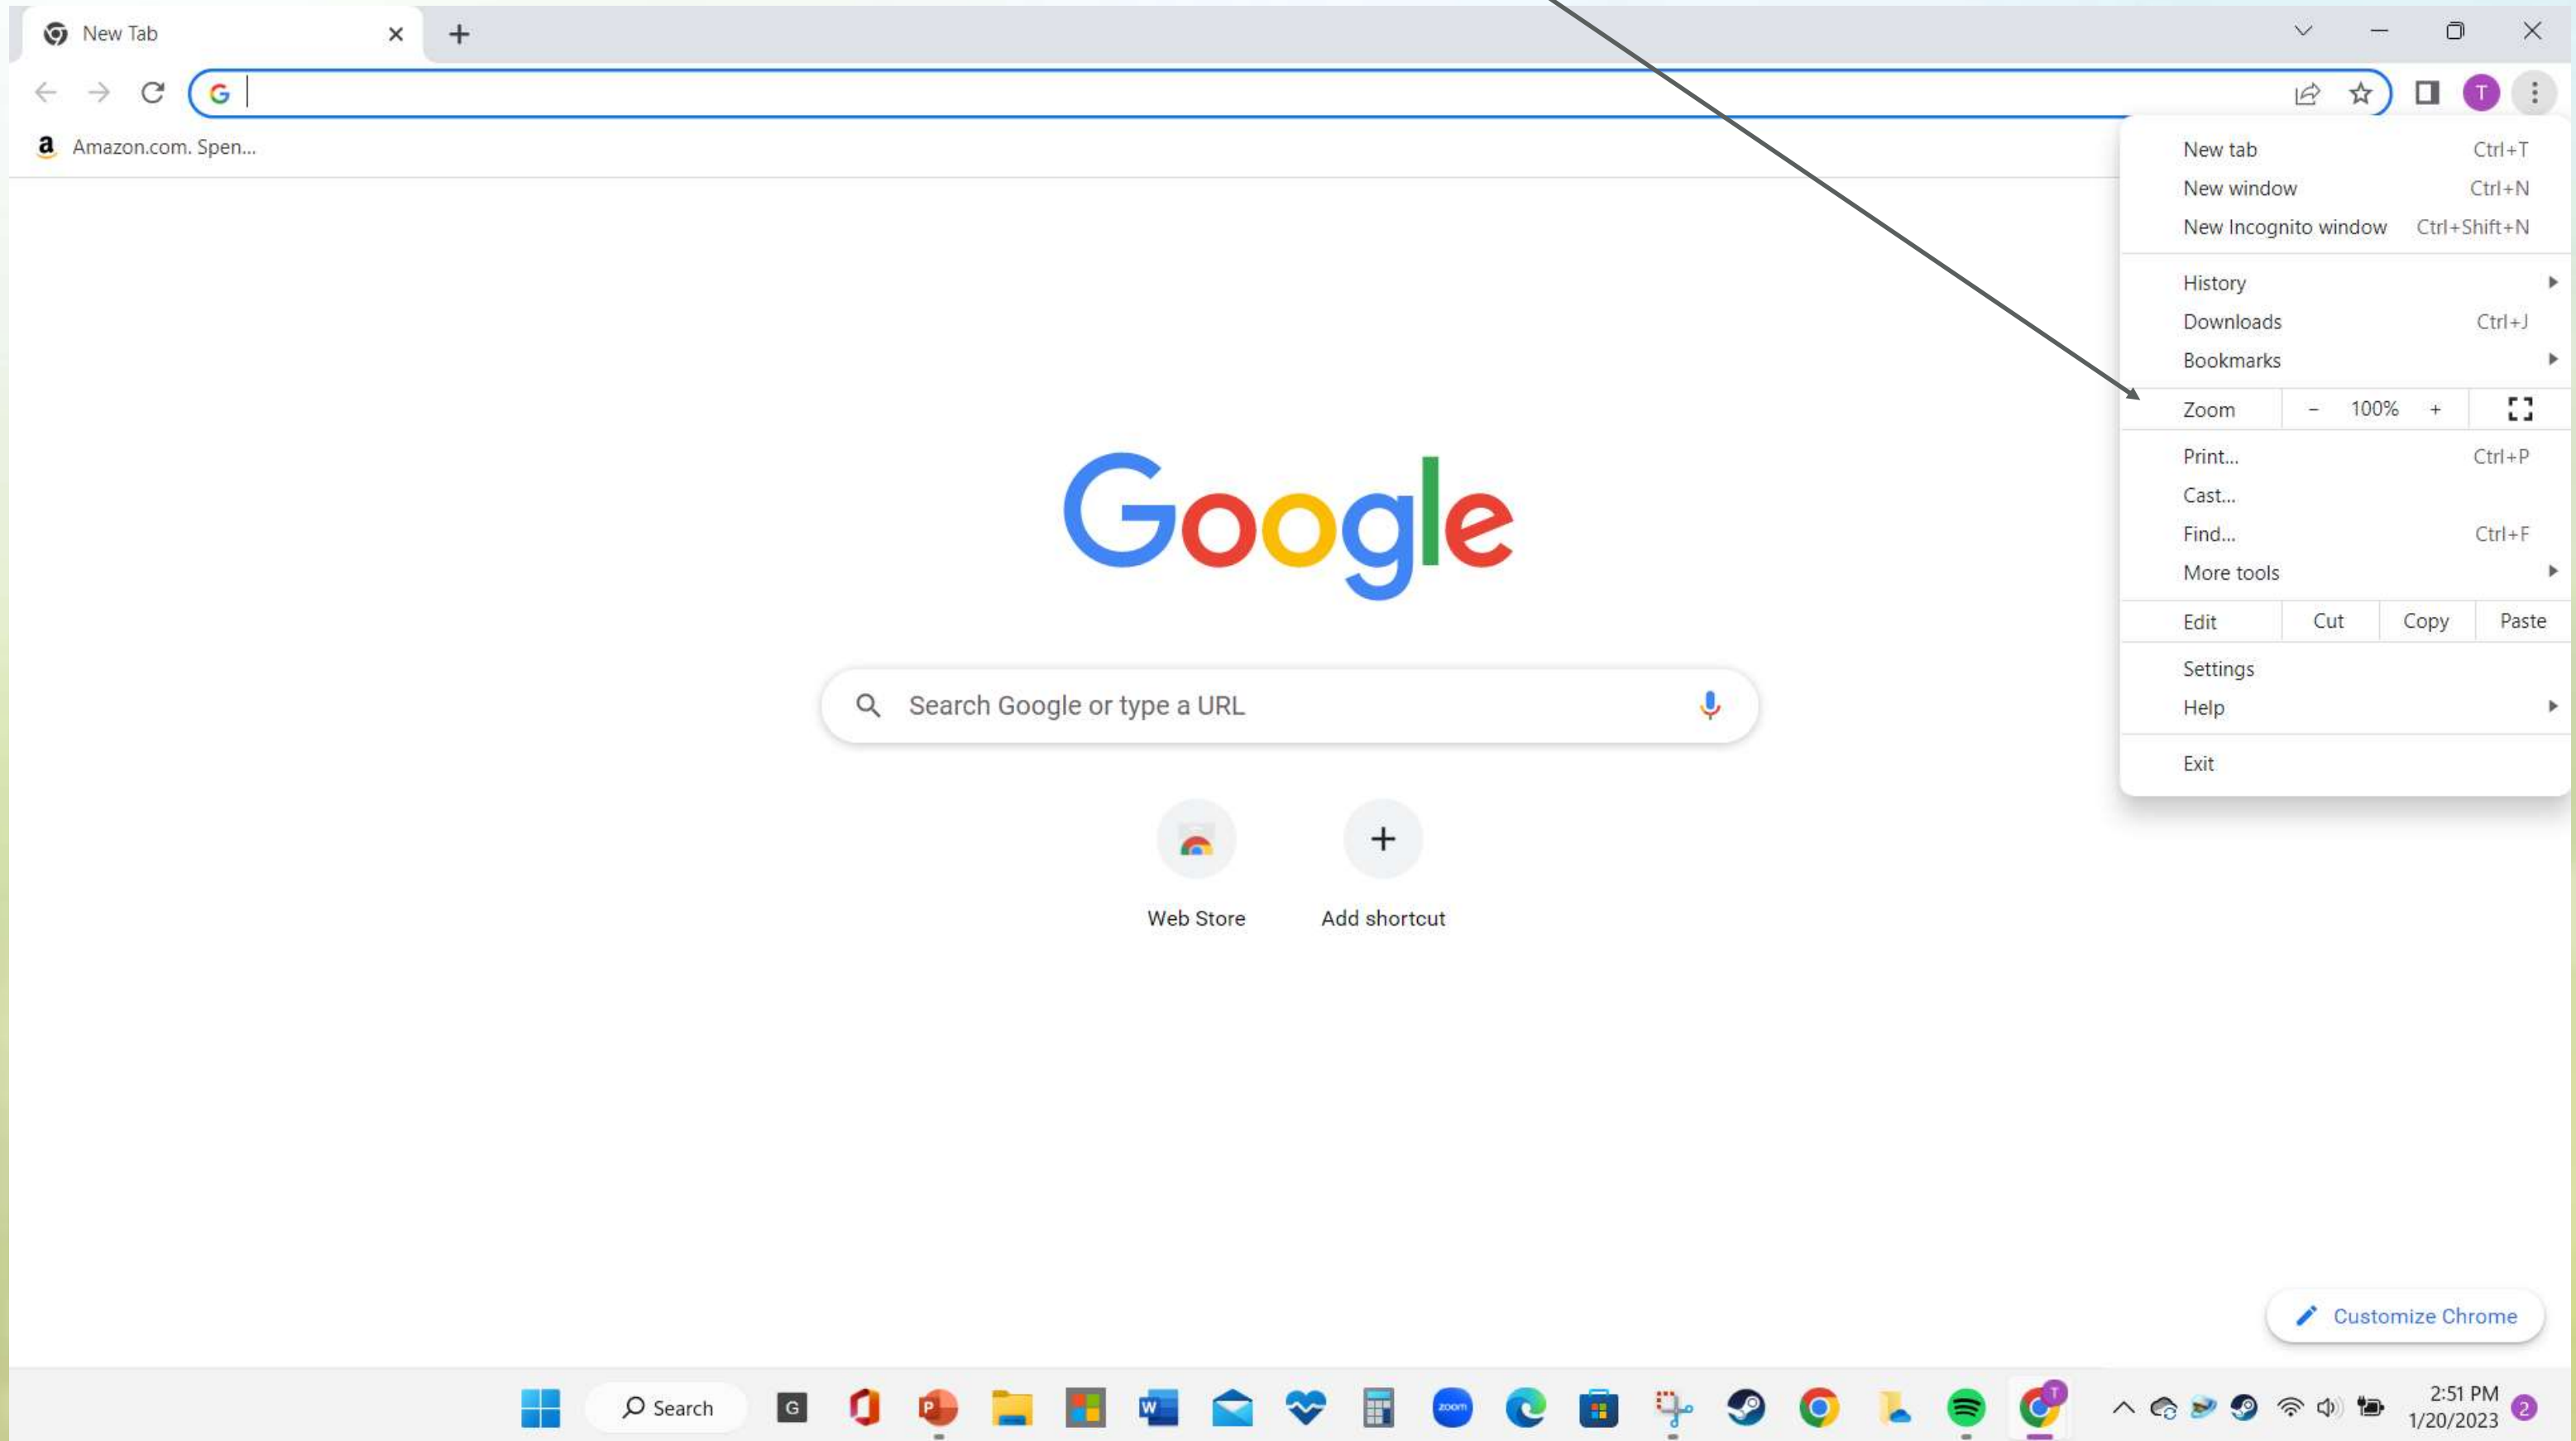 New Tab
Amazon.com. Spen...
New tab Ctrl+T
New window Ctrl+N
New Incognito window Ctrl+Shift+N
History
Downloads Ctrl+J
Bookmarks
Zoom - 100% +
Print... Ctrl+P
Cast...
Find... Ctrl+F
More tools
Edit Cut Copy Paste
Settings
Help
Exit
T
Google
Search Google or type a URL
Web Store Add shortcut
Customize Chrome
Search G P W zoom T
2:51 PM
1/20/2023 2